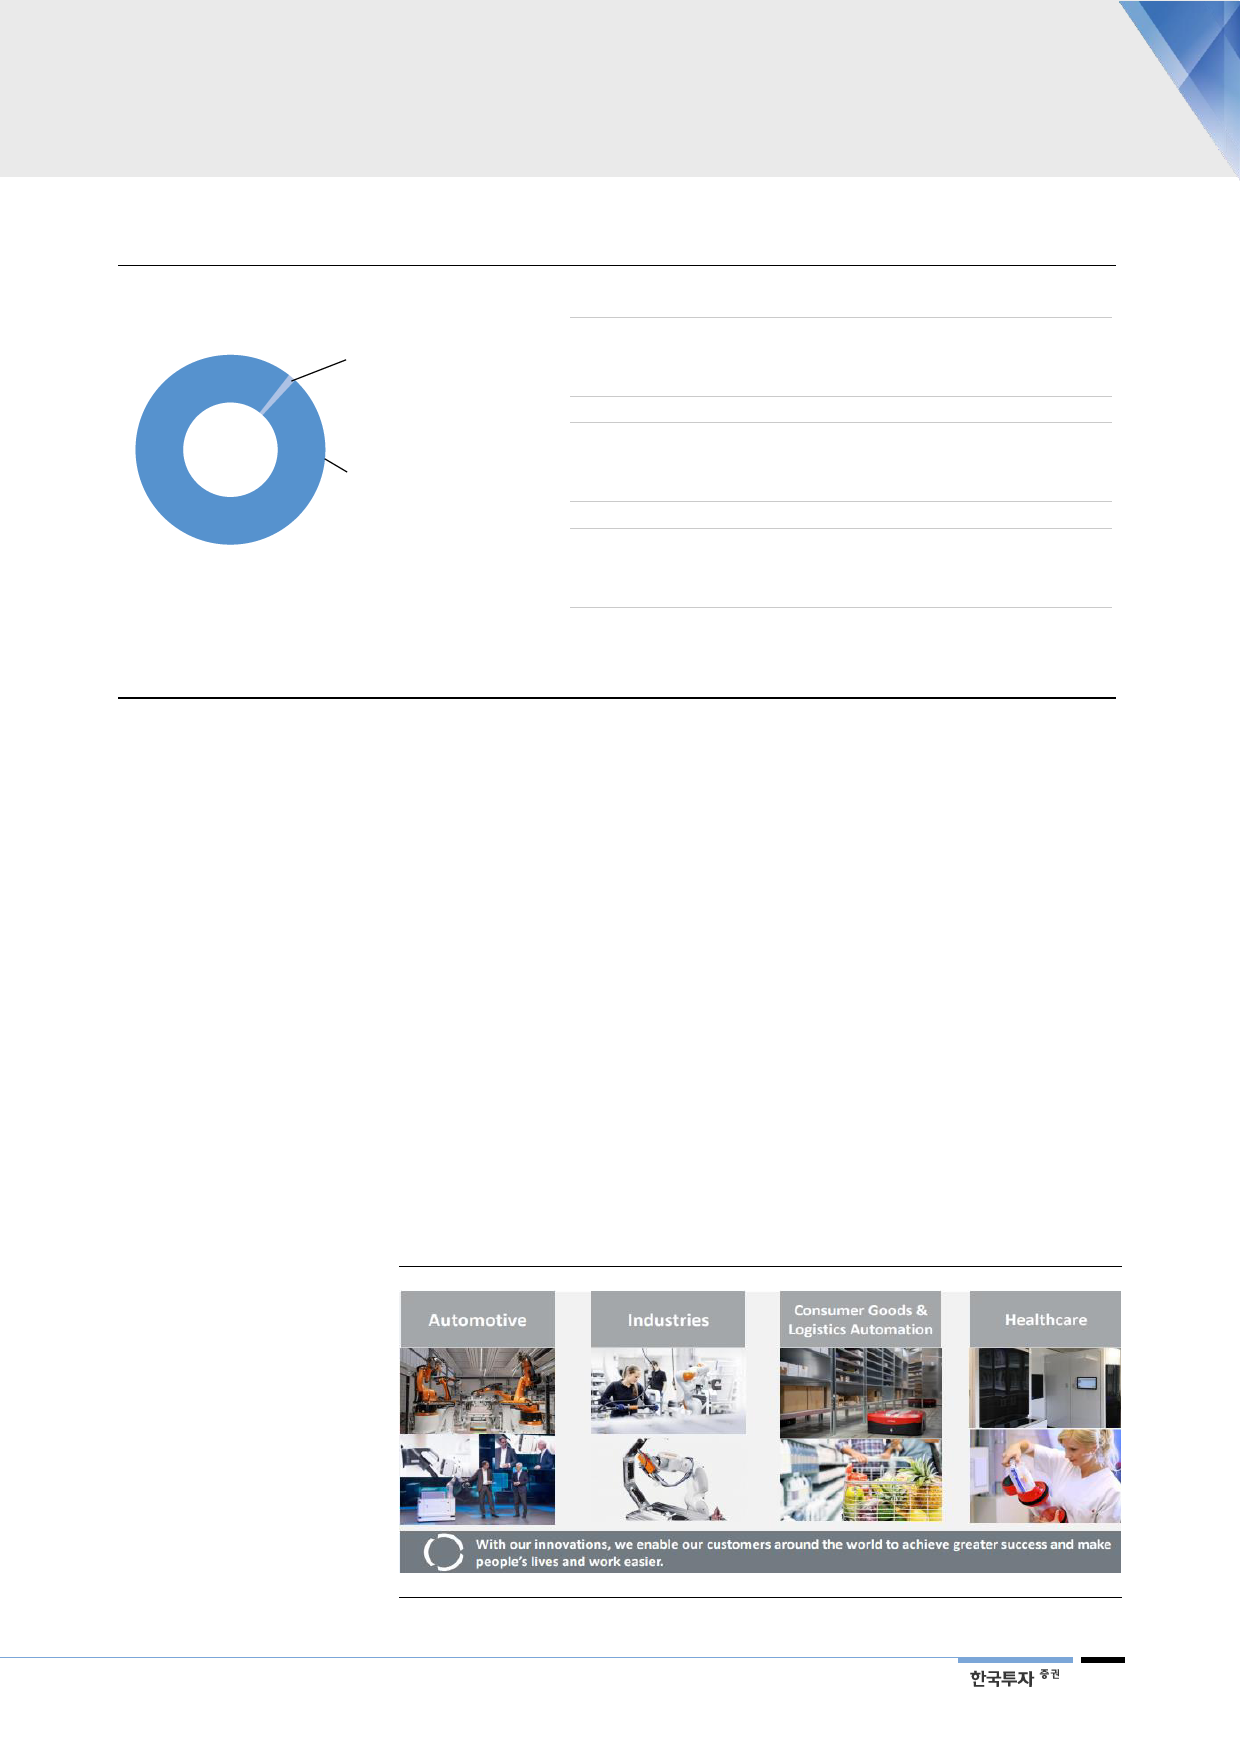 Automotive
Industries
Consumer Goods &
Logistics Automation
Healthcare
With our innovations, we enable our customers around the world to achieve greater success and make
people's lives and work easier.
한국투자 증권